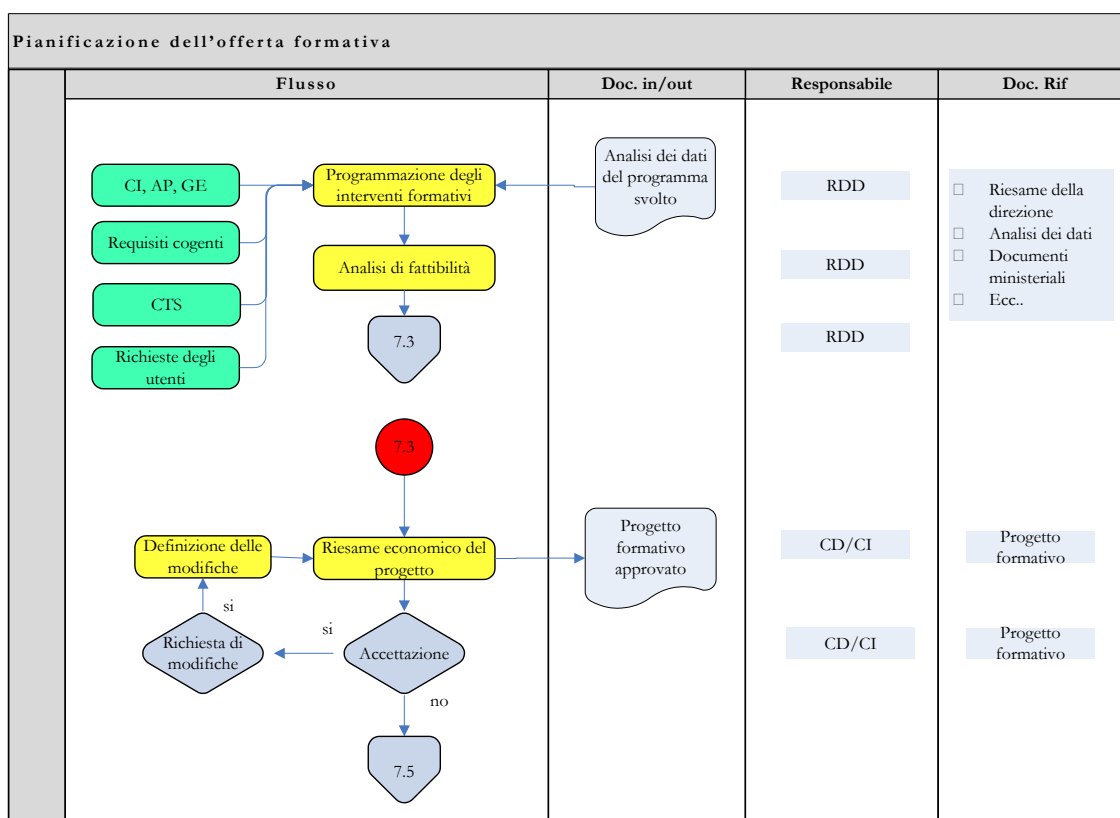 Pianificazione dell'offerta formativa
Flusso
Doc. in/out
Responsabile
Doc. Rif
CI, AP, GE
Requisiti cogenti
CTS
Richieste degli
utenti
Programmazione degli
interventi formativi
Analisi di fattibilità
7.3
Analisi dei dati
del programma
svolto
RDD
RDD
RDD
Riesame della
direzione
Analisi dei dati
Documenti
ministeriali
Ecc..
7.3
Definizione delle
modifiche
Riesame economico del
progetto
Progetto
formativo
approvato
CD/CI
Progetto
formativo
si
si
Richiesta di
modifiche
Accettazione
CD/CI
Progetto
formativo
no
7.5